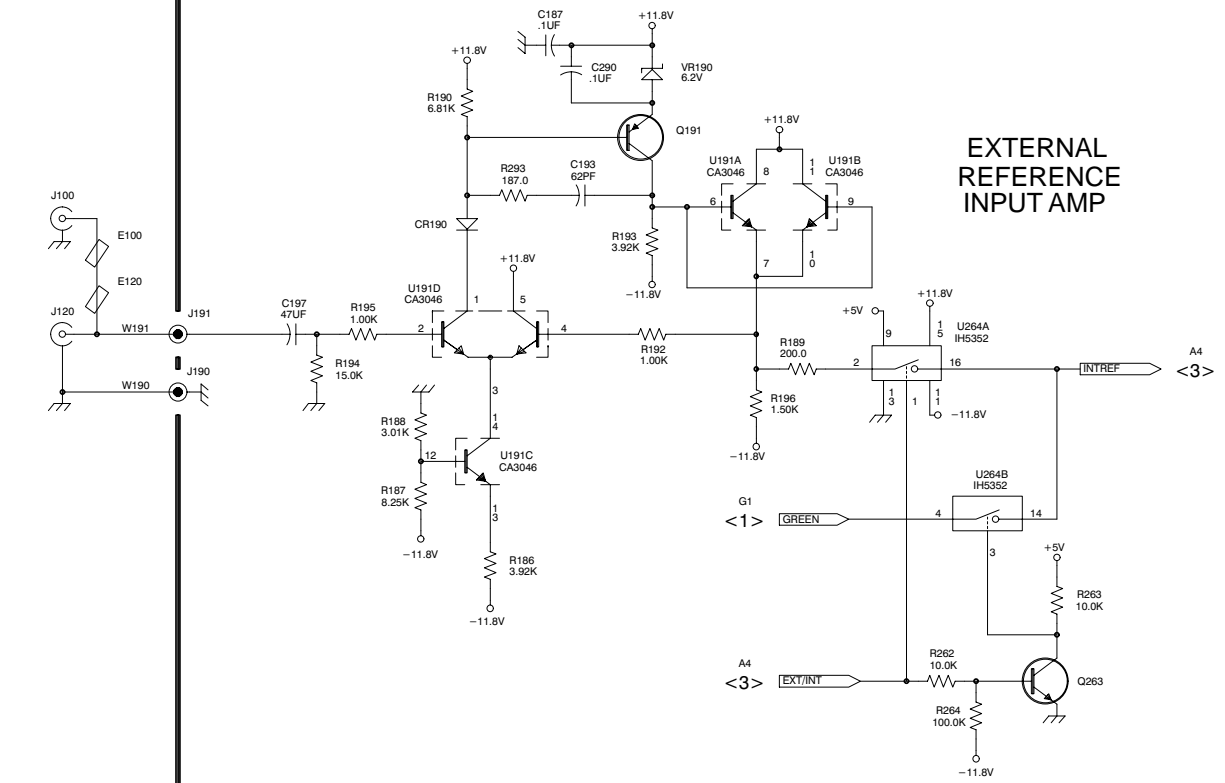 C187
.1UF
+11.8V
+11.8V
C290
.1UF
VR190
6.2V
R190
6.81K
Q191
+11.8V
EXTERNAL
REFERENCE
INPUT AMP
U191A
CA3046
8
1
1
U191B
CA3046
R293
187.0
C193
62PF
6
9
J100
CR190
R193
3.92K
E100
7
1
0
+11.8V
E120
U191D
CA3046
1
5
−11.8V
+11.8V
J120
W191
J191
C197
47UF
R195
1.00K
2
4
R192
1.00K
+5V
9
1
5
U264A
IH5352
R189
200.0
2
16
INTREF
A4
<3>
R194
15.0K
W190
J190
3
R196
1.50K
1
3
1
1
1
−11.8V
R188
3.01K
1
4
12
U191C
CA3046
−11.8V
R187
8.25K
1
3
U264B
IH5352
G1
<1>
GREEN
4
14
−11.8V
R186
3.92K
3
+5V
−11.8V
R263
10.0K
A4
<3>
EXT/INT
R262
10.0K
Q263
R264
100.0K
−11.8V